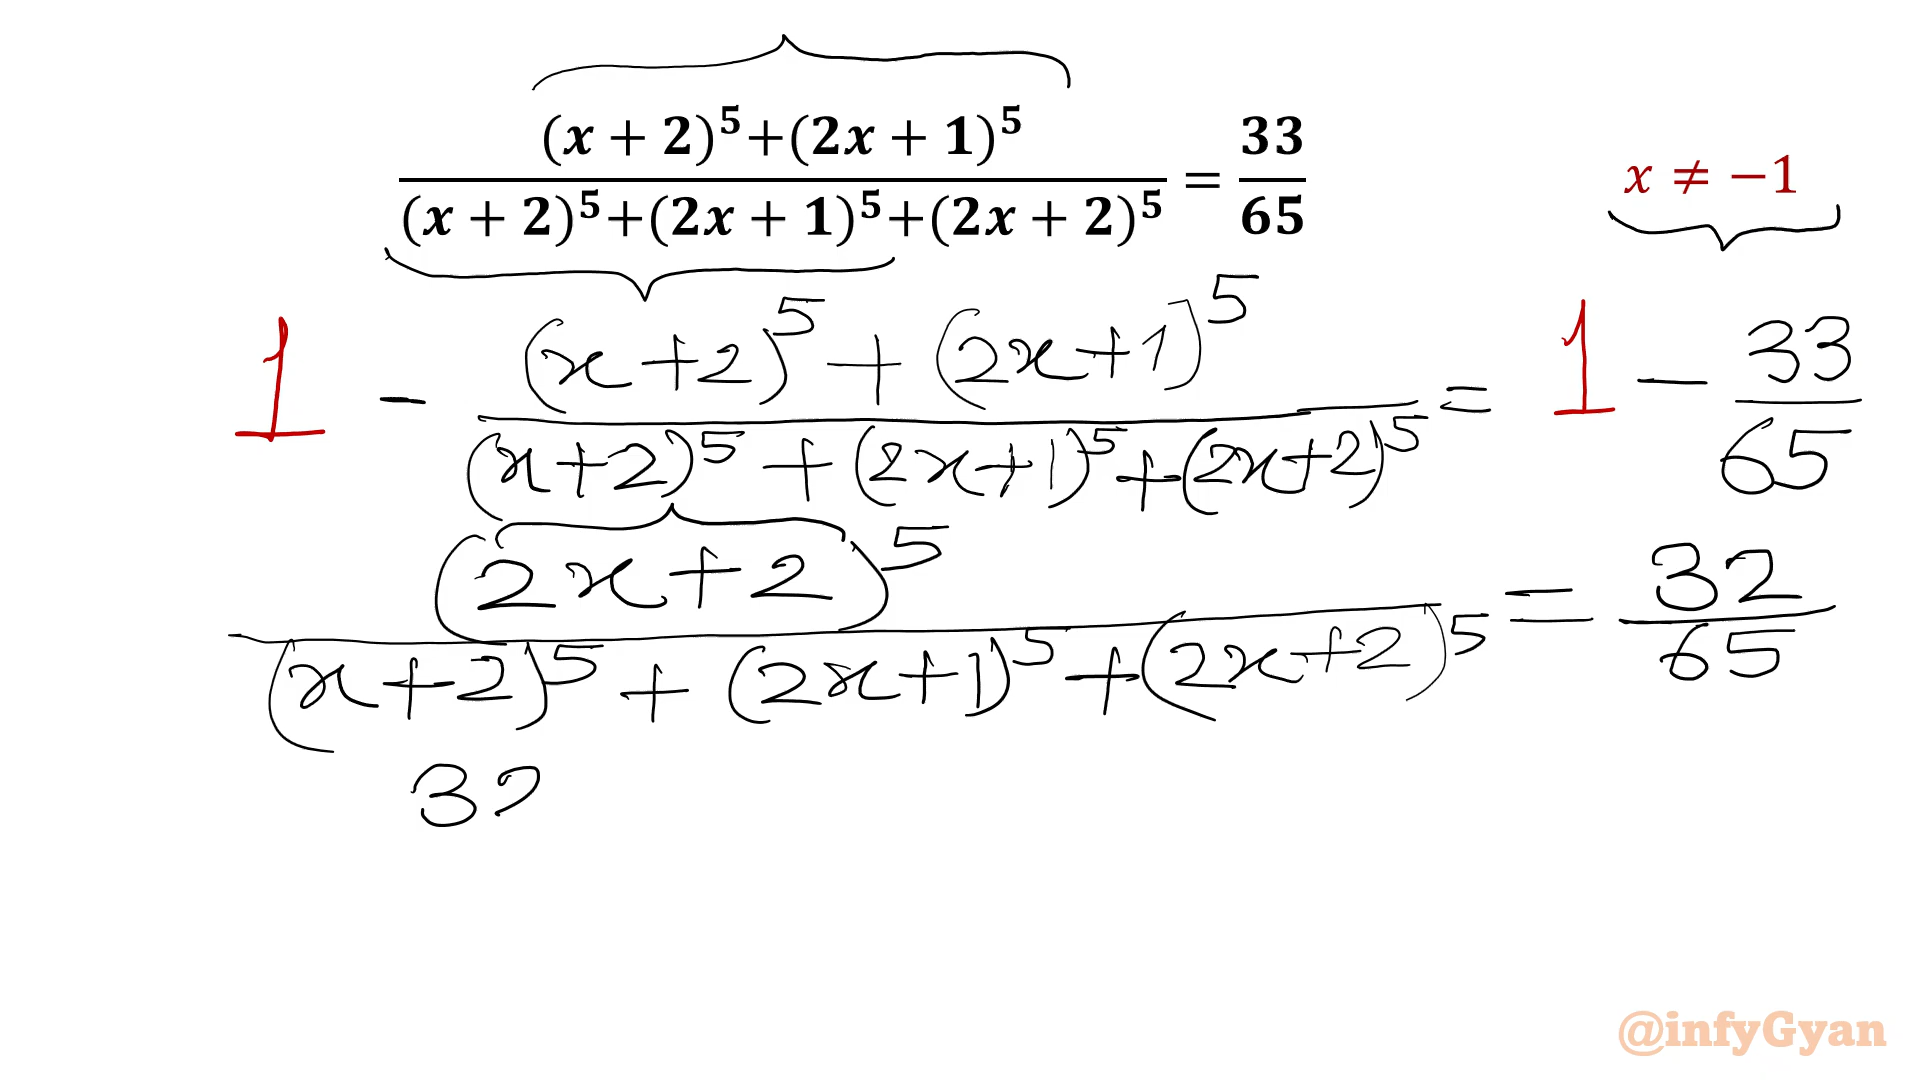 (x + 2)⁵+(2x + 1)⁵ / (x + 2)⁵+(2x + 1)⁵+(2x + 2)⁵ = 33/65
x ≠ −1
1 - (x+2)⁵ + (2x+1)⁵ / (x+2)⁵ + (2x+1)⁵ + (2x+2)⁵ = 1 - 33/65
(2x+2)⁵ / (x+2)⁵ + (2x+1)⁵ + (2x+2)⁵ = 32/65
32
@infyGyan